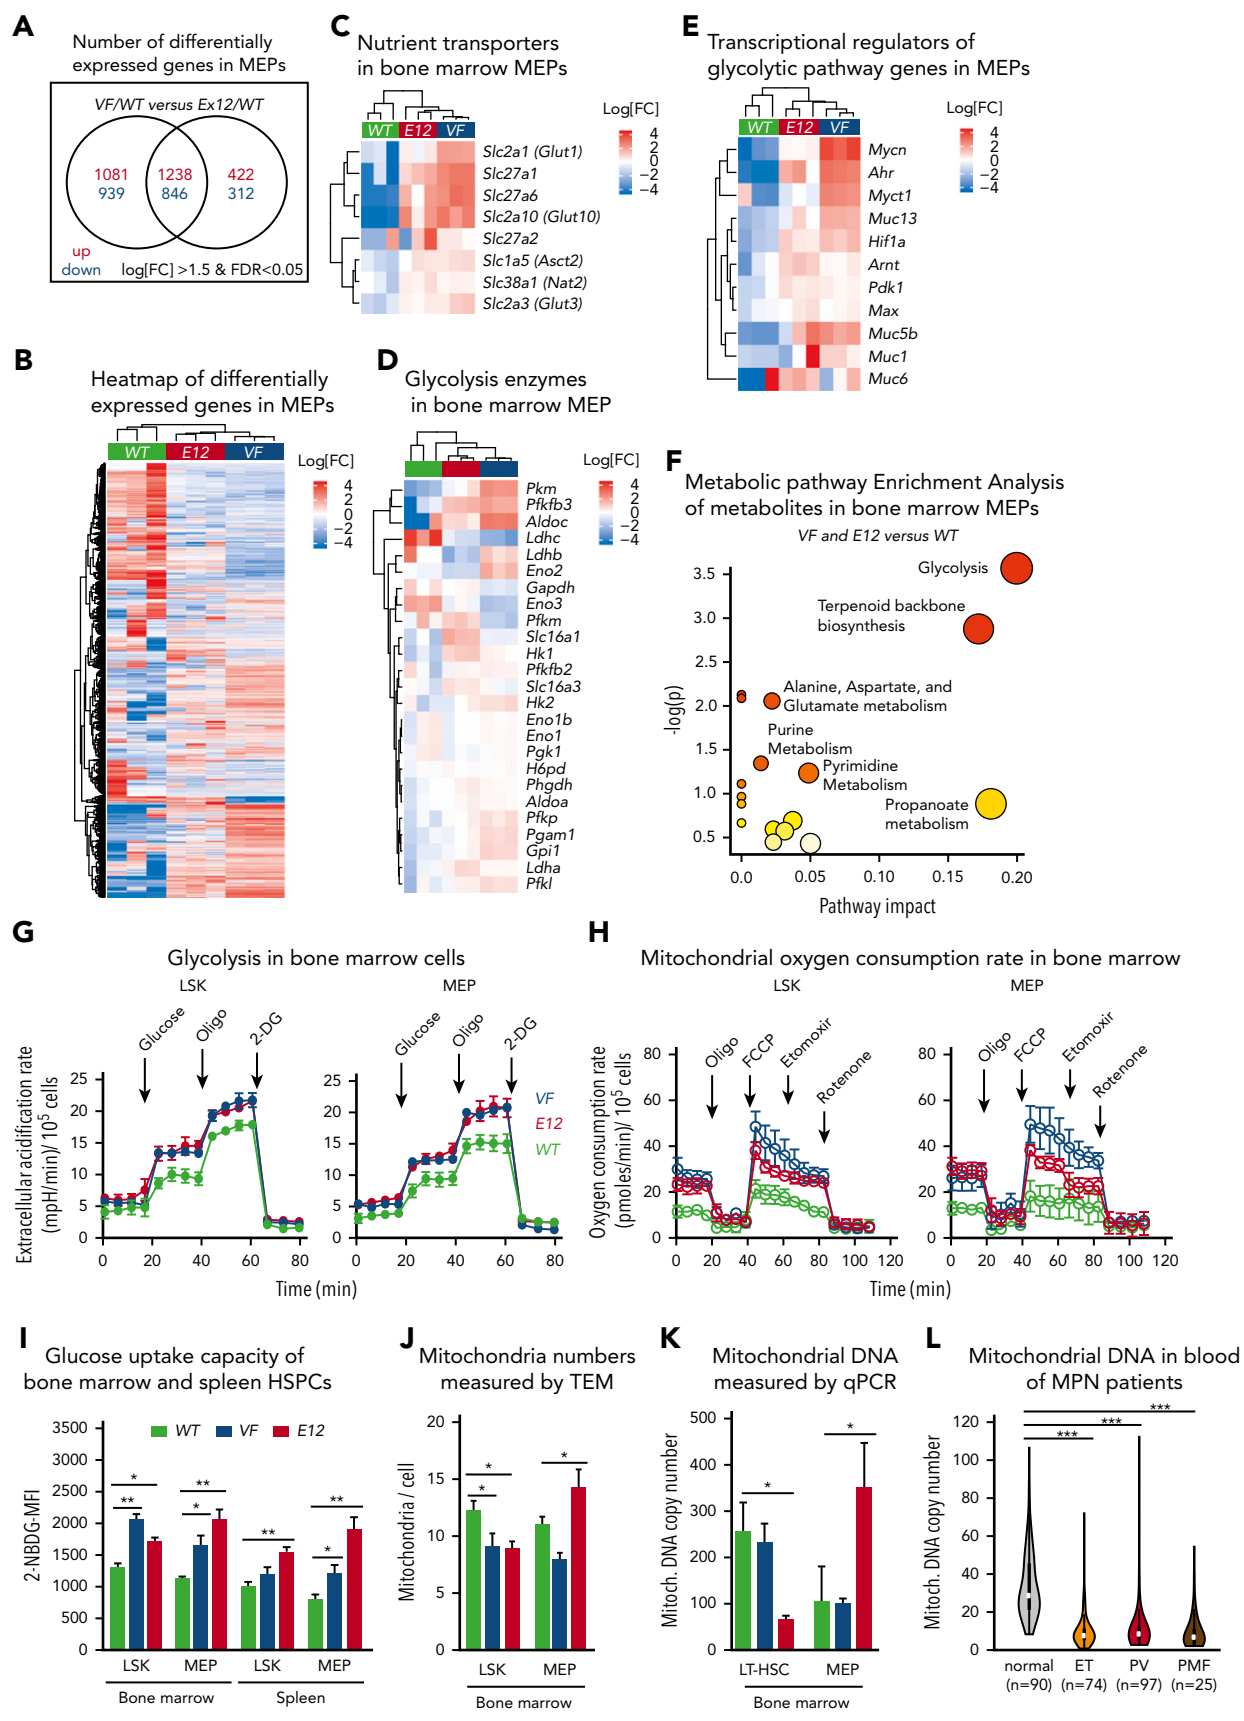 A
Number of differentially
expressed genes in MEPs
VF/WT versus Ex12/WT
1081 1238 422
939 846 312
up
down log[FC] >1.5 & FDR<0.05
B
Heatmap of differentially
expressed genes in MEPs
WT E12 VF
Log[FC]
4
2
0
−2
−4
C
Nutrient transporters
in bone marrow MEPs
WT E12 VF
Log[FC]
4
2
0
−2
−4
Slc2a1 (Glut1)
Slc27a1
Slc27a6
Slc2a10 (Glut10)
Slc27a2
Slc1a5 (Asct2)
Slc38a1 (Nat2)
Slc2a3 (Glut3)
D
Glycolysis enzymes
in bone marrow MEP
Log[FC]
4
2
0
−2
−4
Pkm
Pfkfb3
Aldoc
Ldhc
Ldhb
Eno2
Gapdh
Eno3
Pfkm
Slc16a1
Hk1
Pfkfb2
Slc16a3
Hk2
Eno1b
Eno1
Pgk1
H6pd
Phgdh
Aldoa
Pfkp
Pgam1
Gpi1
Ldha
Pfkl
E
Transcriptional regulators of
glycolytic pathway genes in MEPs
WT E12 VF
Log[FC]
4
2
0
−2
−4
Mycn
Ahr
Myct1
Muc13
Hif1a
Arnt
Pdk1
Max
Muc5b
Muc1
Muc6
F
Metabolic pathway Enrichment Analysis
of metabolites in bone marrow MEPs
VF and E12 versus WT
-log(p)
3.5
3.0
2.5
2.0
1.5
1.0
0.5
Glycolysis
Terpenoid backbone
biosynthesis
Alanine, Aspartate, and
Glutamate metabolism
Purine
Metabolism
Pyrimidine
Metabolism
Propanoate
metabolism
0.0 0.05 0.15 0.15 0.20
Pathway impact
G
Glycolysis in bone marrow cells
LSK MEP
Extracellular acidification rate
(mpH/min)/ 10⁵ cells
Glucose Oligo 2-DG
25
20
15
10
5
0
0 20 40 60 80
Glucose Oligo 2-DG
VF
E12
WT
25
20
15
10
5
0
0 20 40 60 80
Time (min)
H
Mitochondrial oxygen consumption rate in bone marrow
LSK MEP
Oxygen consumption rate
(pmoles/min)/ 10⁵ cells
Oligo FCCP Etomoxir Rotenone
80
60
40
20
0
0 20 40 60 80 100 120
Oligo FCCP Etomoxir Rotenone
80
60
40
20
0
0 20 40 60 80 100 120
Time (min)
I
Glucose uptake capacity of
bone marrow and spleen HSPCs
WT VF E12
2-NBDG-MFI
3500
3000
2500
2000
1500
1000
500
0
* ** ** * ** ** *
LSK MEP LSK MEP
Bone marrow Spleen
J
Mitochondria numbers
measured by TEM
Mitochondria / cell
20
15
10
5
0
* * *
LSK MEP
Bone marrow
K
Mitochondrial DNA
measured by qPCR
Mitoch. DNA copy number
500
400
300
200
100
0
* *
LT-HSC MEP
Bone marrow
L
Mitochondrial DNA in blood
of MPN patients
Mitoch. DNA copy number
120
100
80
60
40
20
0
***
***
***
normal ET PV PMF
(n=90) (n=74) (n=97) (n=25)